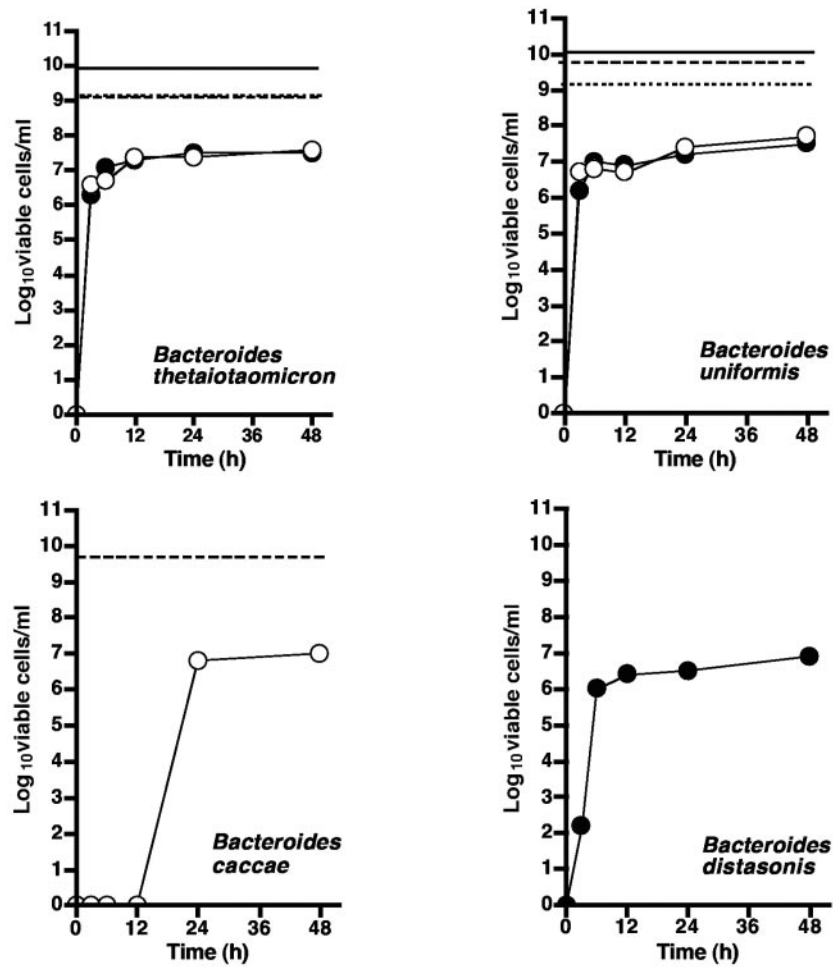 Log10viable cells/ml
11
10
9
8
7
6
5
4
3
2
1
0
Bacteroides
thetaiotaomicron
0 12 24 36 48
Time (h)
Log10viable cells/ml
11
10
9
8
7
6
5
4
3
2
1
0
Bacteroides
uniformis
0 12 24 36 48
Time (h)
Log10viable cells/ml
11
10
9
8
7
6
5
4
3
2
1
0
Bacteroides
caccae
0 12 24 36 48
Time (h)
Log10viable cells/ml
11
10
9
8
7
6
5
4
3
2
1
0
Bacteroides
distasonis
0 12 24 36 48
Time (h)